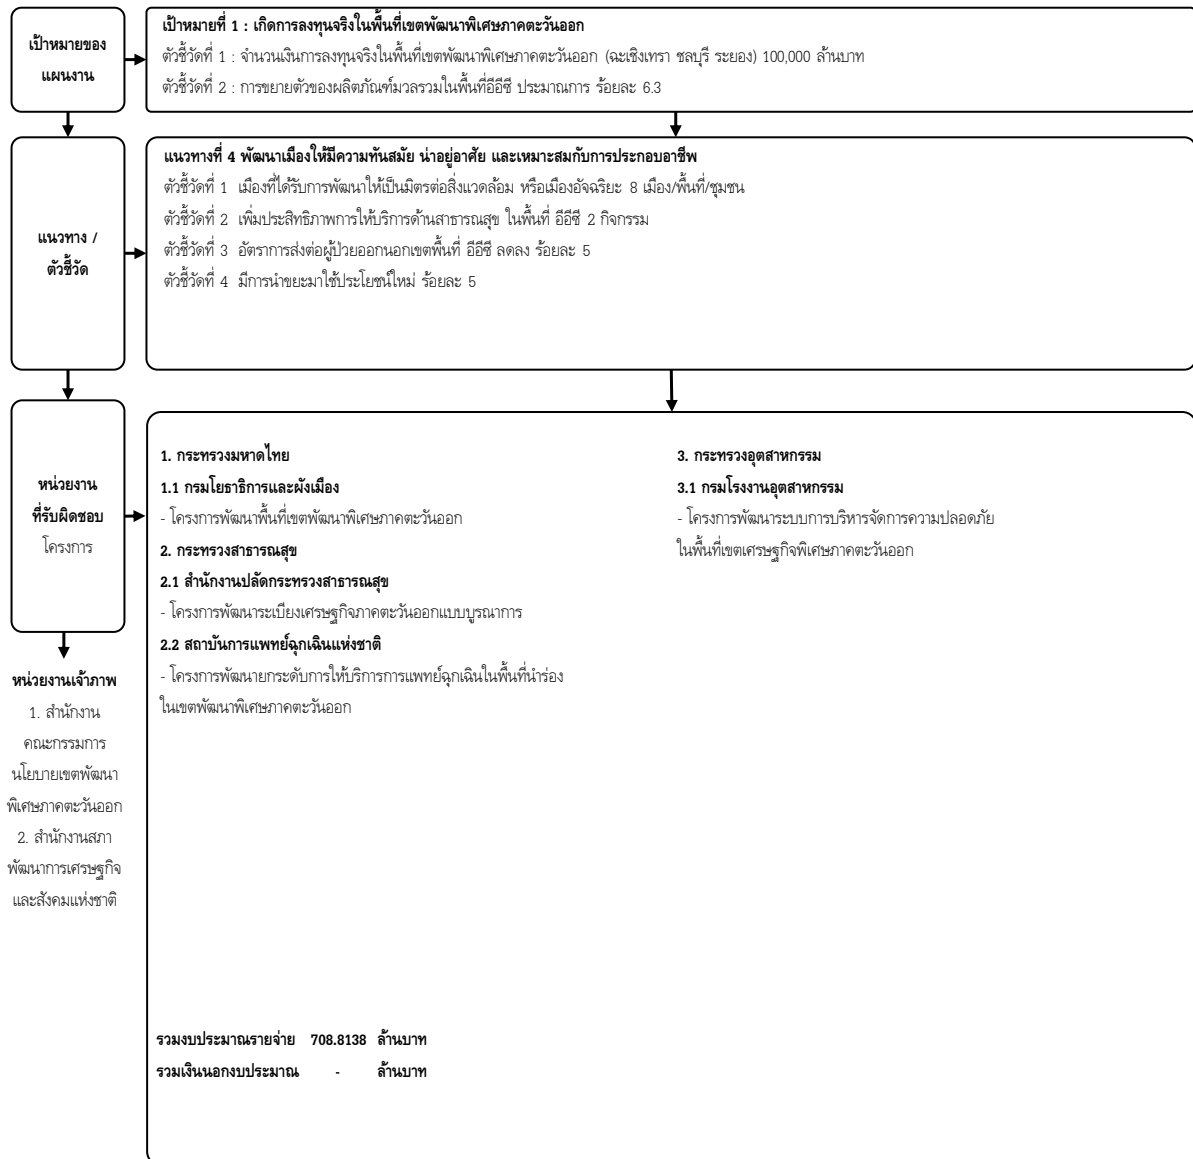 เป้าหมายของ
แผนงาน
เป้าหมายที่ 1 : เกิดการลงทุนจริงในพื้นที่เขตพัฒนาพิเศษภาคตะวันออก
ตัวชี้วัดที่ 1 : จำนวนเงินการลงทุนจริงในพื้นที่เขตพัฒนาพิเศษภาคตะวันออก (ฉะเชิงเทรา ชลบุรี ระยอง) 100,000 ล้านบาท
ตัวชี้วัดที่ 2 : การขยายตัวของผลิตภัณฑ์มวลรวมในพื้นที่อีอีซี ประมาณการ ร้อยละ 6.3
แนวทาง /
ตัวชี้วัด
แนวทางที่ 4 พัฒนาเมืองให้มีความทันสมัย น่าอยู่อาศัย และเหมาะสมกับการประกอบอาชีพ
ตัวชี้วัดที่ 1 เมืองที่ได้รับการพัฒนาให้เป็นมิตรต่อสิ่งแวดล้อม หรือเมืองอัจฉริยะ 8 เมือง/พื้นที่/ชุมชน
ตัวชี้วัดที่ 2 เพิ่มประสิทธิภาพการให้บริการด้านสาธารณสุข ในพื้นที่ อีอีซี 2 กิจกรรม
ตัวชี้วัดที่ 3 อัตราการส่งต่อผู้ป่วยออกนอกเขตพื้นที่ อีอีซี ลดลง ร้อยละ 5
ตัวชี้วัดที่ 4 มีการนำขยะมาใช้ประโยชน์ใหม่ ร้อยละ 5
หน่วยงาน
ที่รับผิดชอบ
โครงการ
1. กระทรวงมหาดไทย
1.1 กรมโยธาธิการและผังเมือง
- โครงการพัฒนาพื้นที่เขตพัฒนาพิเศษภาคตะวันออก
2. กระทรวงสาธารณสุข
2.1 สำนักงานปลัดกระทรวงสาธารณสุข
- โครงการพัฒนาระเบียงเศรษฐกิจภาคตะวันออกแบบบูรณาการ
2.2 สถาบันการแพทย์ฉุกเฉินแห่งชาติ
- โครงการพัฒนายกระดับการให้บริการการแพทย์ฉุกเฉินในพื้นที่นำร่อง
ในเขตพัฒนาพิเศษภาคตะวันออก
3. กระทรวงอุตสาหกรรม
3.1 กรมโรงงานอุตสาหกรรม
- โครงการพัฒนาระบบการบริหารจัดการความปลอดภัย
ในพื้นที่เขตเศรษฐกิจพิเศษภาคตะวันออก
หน่วยงานเจ้าภาพ
1. สำนักงาน
คณะกรรมการ
นโยบายเขตพัฒนา
พิเศษภาคตะวันออก
2. สำนักงานสภา
พัฒนาการเศรษฐกิจ
และสังคมแห่งชาติ
รวมงบประมาณรายจ่าย 708.8138 ล้านบาท
รวมเงินนอกงบประมาณ - ล้านบาท